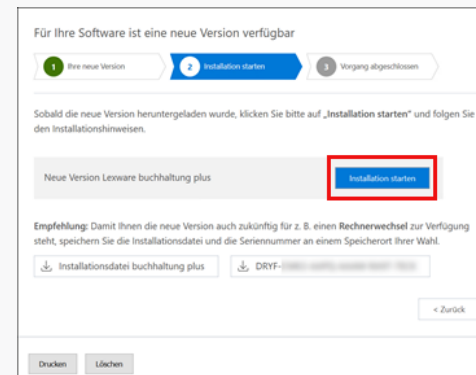 Für Ihre Software ist eine neue Version verfügbar
1 Ihre neue Version 2 Installation starten 3 Vorgang abgeschlossen
Sobald die neue Version heruntergeladen wurde, klicken Sie bitte auf „Installation starten" und folgen Sie
den Installationshinweisen.
Neue Version Lexware buchhaltung plus Installation starten
Empfehlung: Damit Ihnen die neue Version auch zukünftig für z. B. einen Rechnerwechsel zur Verfügung
steht, speichern Sie die Installationsdatei und die Seriennummer an einem Speicherort Ihrer Wahl.
Installationsdatei buchhaltung plus DRYF-
< Zurück
Drucken Löschen